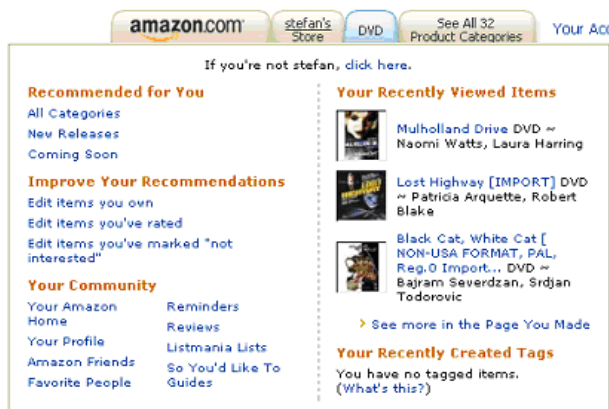 amazon.com
stefan's
Store
DVD
See All 32
Product Categories
Your Acc
If you're not stefan, click here.
Recommended for You
All Categories
New Releases
Coming Soon
Improve Your Recommendations
Edit items you own
Edit items you've rated
Edit items you've marked "not
interested"
Your Community
Your Amazon
Home
Your Profile
Amazon Friends
Favorite People
Reminders
Reviews
Listmania Lists
So You'd Like To
Guides
Your Recently Viewed Items
Mulholland Drive DVD ~
Naomi Watts, Laura Harring
Lost Highway [IMPORT] DVD
~ Patricia Arquette, Robert
Blake
Black Cat, White Cat [
NON-USA FORMAT, PAL,
Reg.0 Import... DVD ~
Bajram Severdzan, Srdjan
Todorovic
> See more in the Page You Made
Your Recently Created Tags
You have no tagged items.
(What's this?)